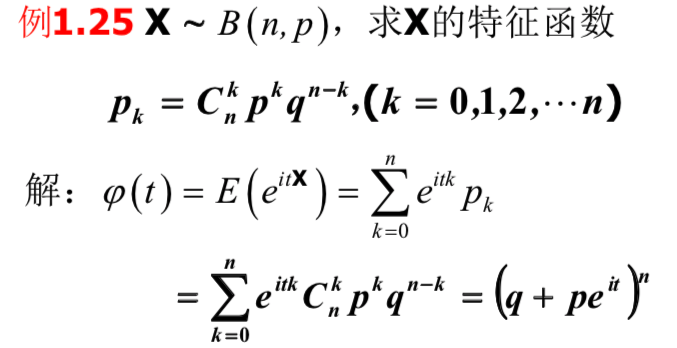 例1.25 X ~ B(n,p)，求X的特征函数
p_k = C_n^k p^k q^{n-k},(k = 0,1,2,⋯n)
解：φ(t) = E(e^{itX}) = ∑_{k=0}^{n} e^{itk} p_k
= ∑_{k=0}^{n} e^{itk} C_n^k p^k q^{n-k} = (q + pe^{it})^n